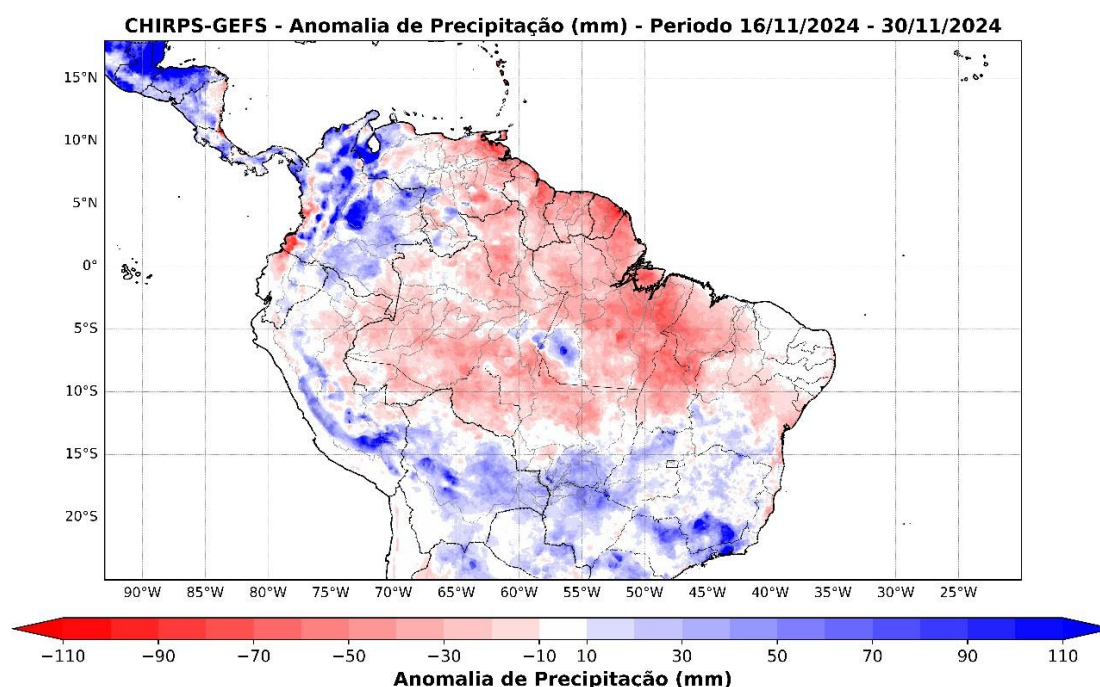 CHIRPS-GEFS - Anomalia de Precipitação (mm) - Periodo 16/11/2024 - 30/11/2024
15°N
10°N
5°N
0°
5°S
10°S
15°S
20°S
90°W 85°W 80°W 75°W 70°W 65°W 60°W 55°W 50°W 45°W 40°W 35°W 30°W 25°W
−110 −90 −70 −50 −30 −10 10 30 50 70 90 110
Anomalia de Precipitação (mm)